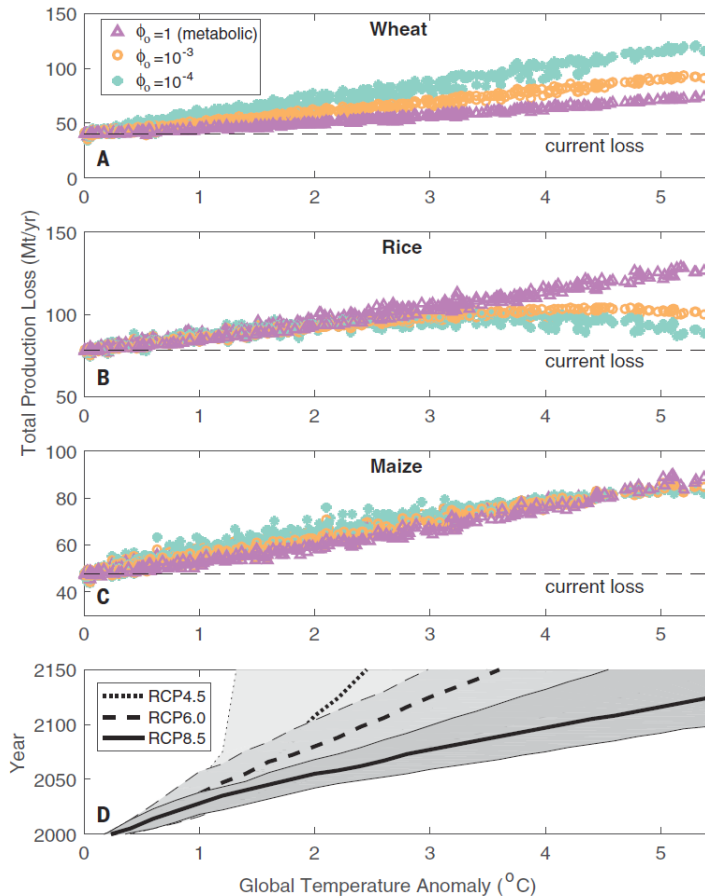 Wheat
ϕo=1 (metabolic)
ϕo=10-3
ϕo=10-4
150
100
50
0
A
current loss
0 1 2 3 4 5
Total Production Loss (Mt/yr)
Rice
150
100
50
B
current loss
0 1 2 3 4 5
Maize
100
80
60
40
C
current loss
0 1 2 3 4 5
2150
2100
2050
2000
Year
RCP4.5
RCP6.0
RCP8.5
D
0 1 2 3 4 5
Global Temperature Anomaly (°C)